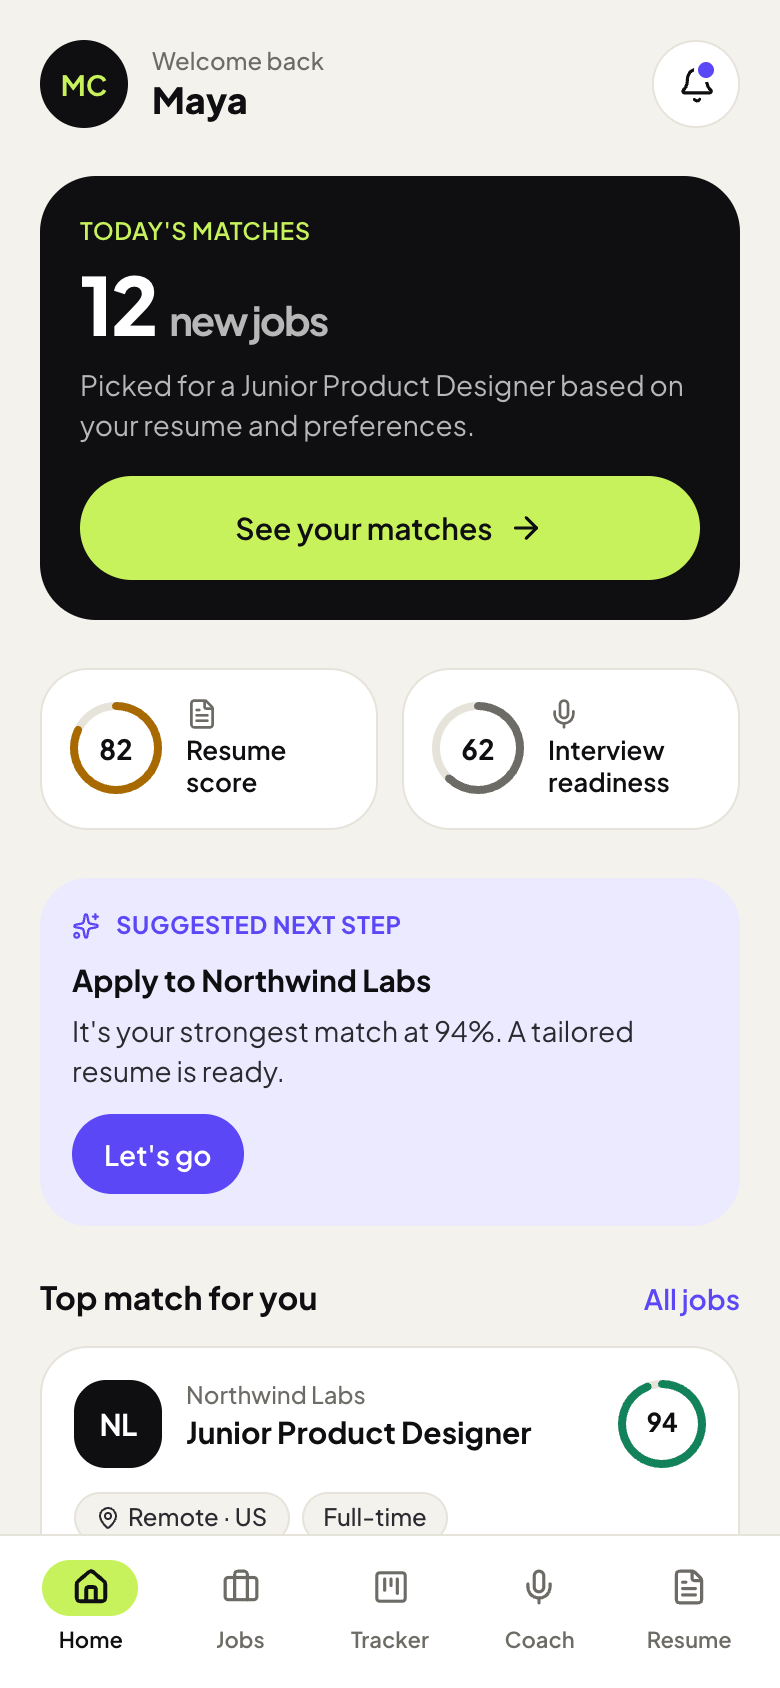 MC
Welcome back
Maya
TODAY'S MATCHES
12 new jobs
Picked for a Junior Product Designer based on
your resume and preferences.
See your matches
82
Resume
score
62
Interview
readiness
SUGGESTED NEXT STEP
Apply to Northwind Labs
It's your strongest match at 94%. A tailored
resume is ready.
Let's go
Top match for you
All jobs
NL
Northwind Labs
Junior Product Designer
94
Remote · US
Full-time
Home
Jobs
Tracker
Coach
Resume